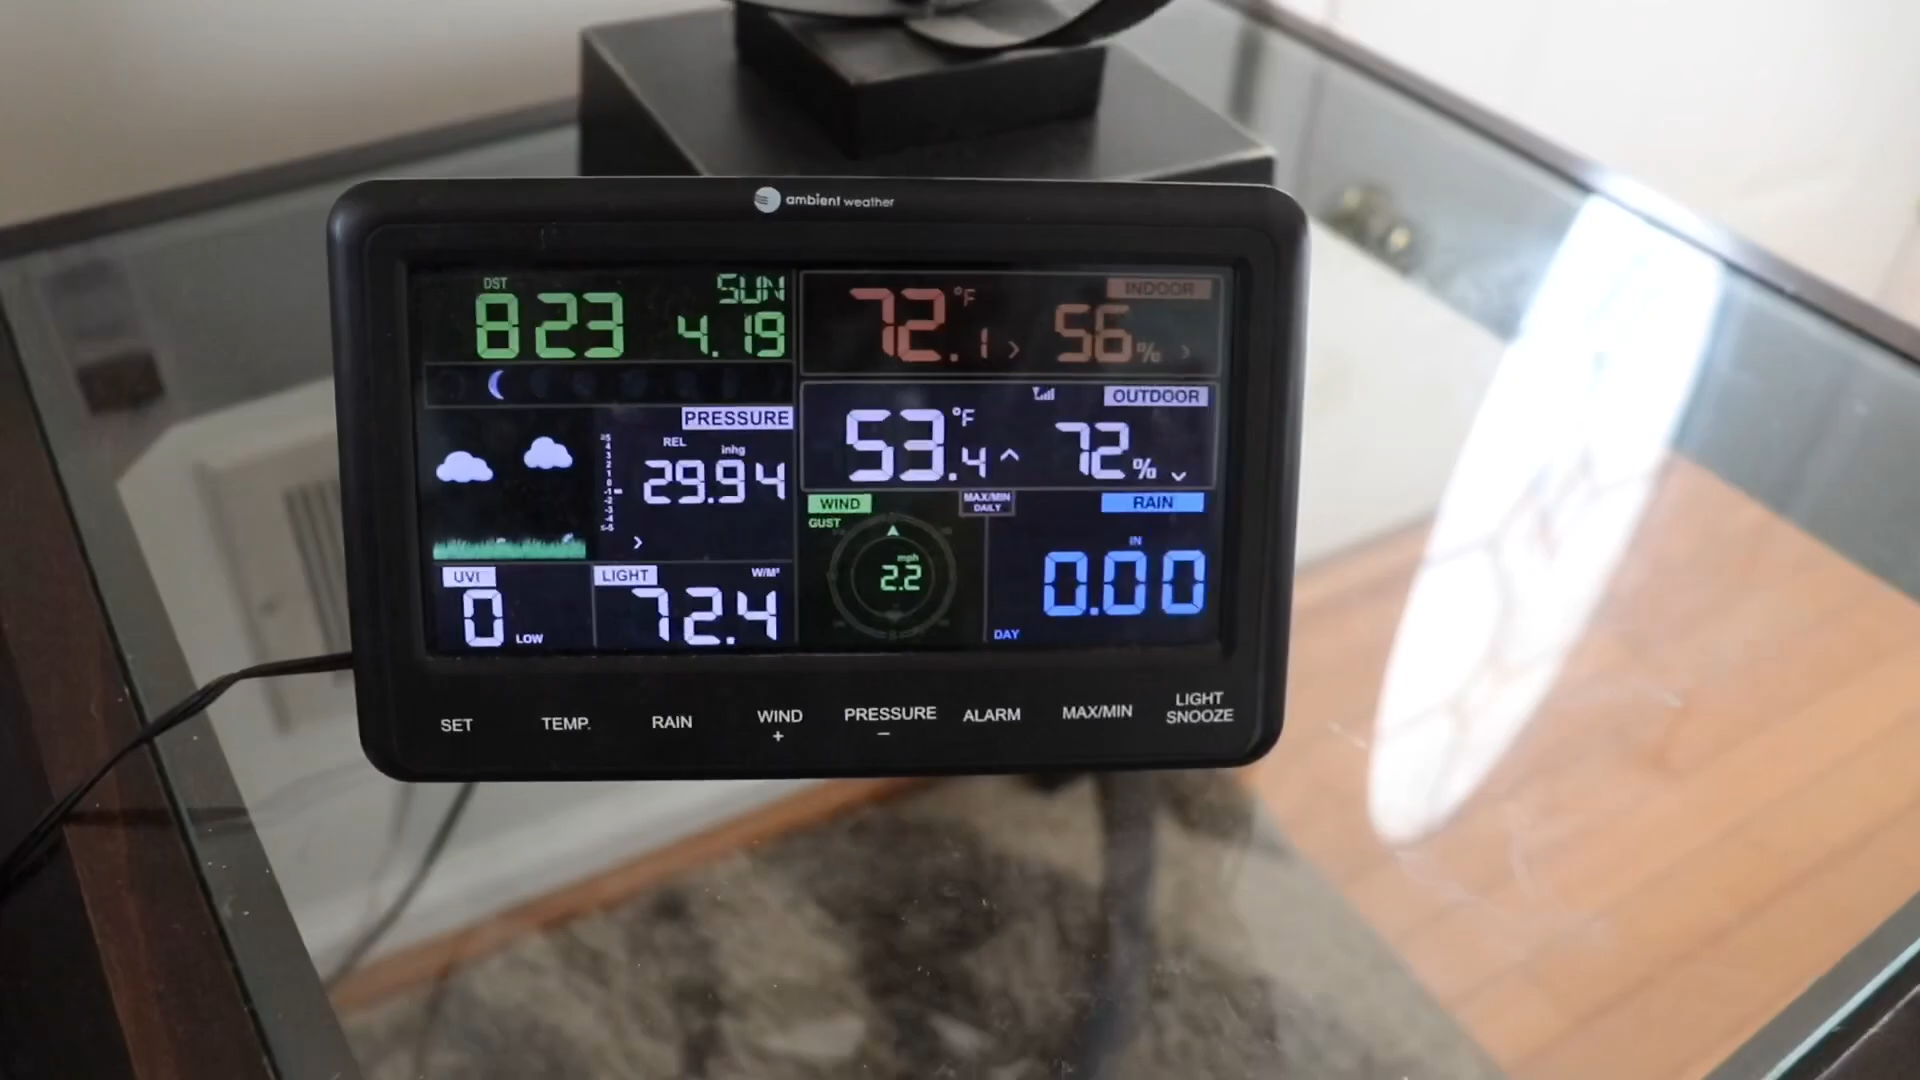 ambient weather
DST
8 23
SUN
4.19
72.1 °F
INDOOR
56%
PRESSURE
REL
inhg
29.94
53.4 °F
OUTDOOR
72%
WIND
GUST
mph
2.2
MAX/MIN
DAILY
RAIN
IN
0.00
DAY
UVI
0
LOW
LIGHT
W/M²
72.4
SET
TEMP.
RAIN
WIND
+
PRESSURE
−
ALARM
MAX/MIN
LIGHT
SNOOZE